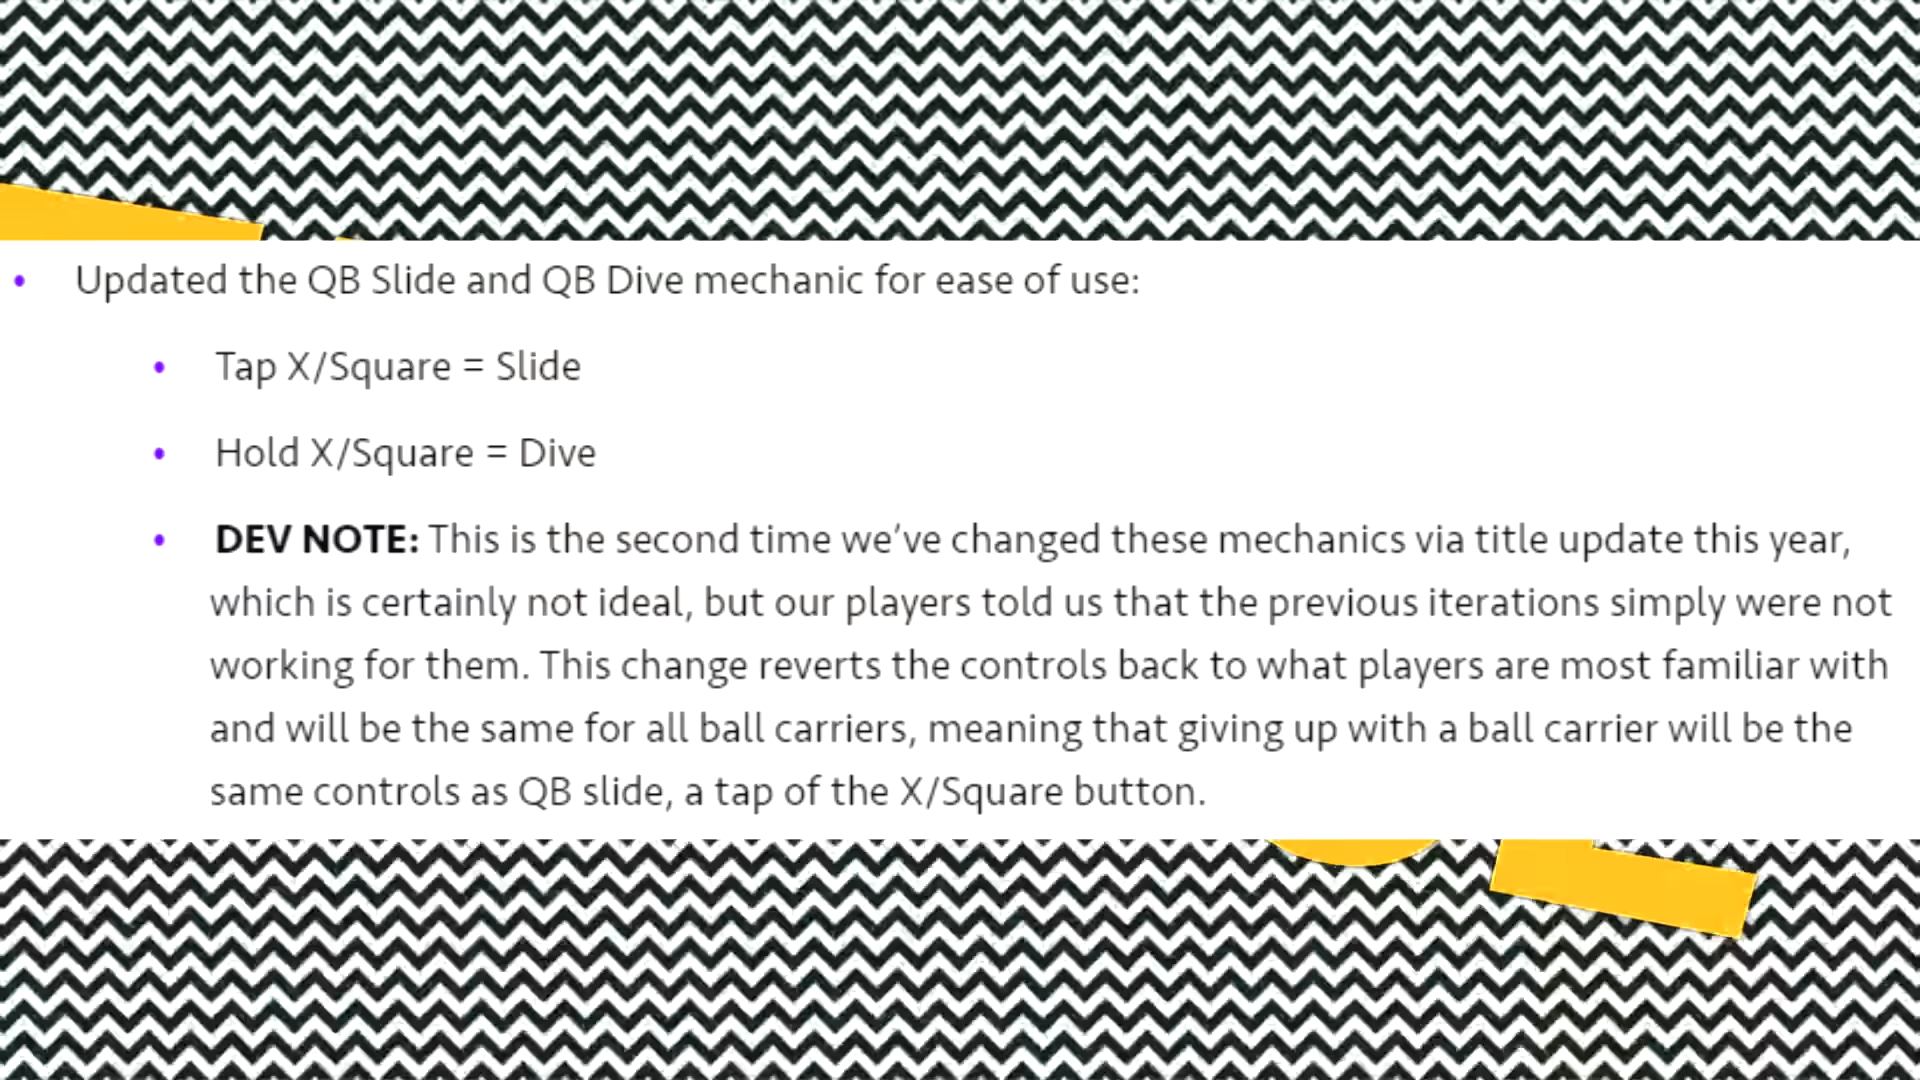 • Updated the QB Slide and QB Dive mechanic for ease of use:
• Tap X/Square = Slide
• Hold X/Square = Dive
• DEV NOTE: This is the second time we’ve changed these mechanics via title update this year,
which is certainly not ideal, but our players told us that the previous iterations simply were not
working for them. This change reverts the controls back to what players are most familiar with
and will be the same for all ball carriers, meaning that giving up with a ball carrier will be the
same controls as QB slide, a tap of the X/Square button.